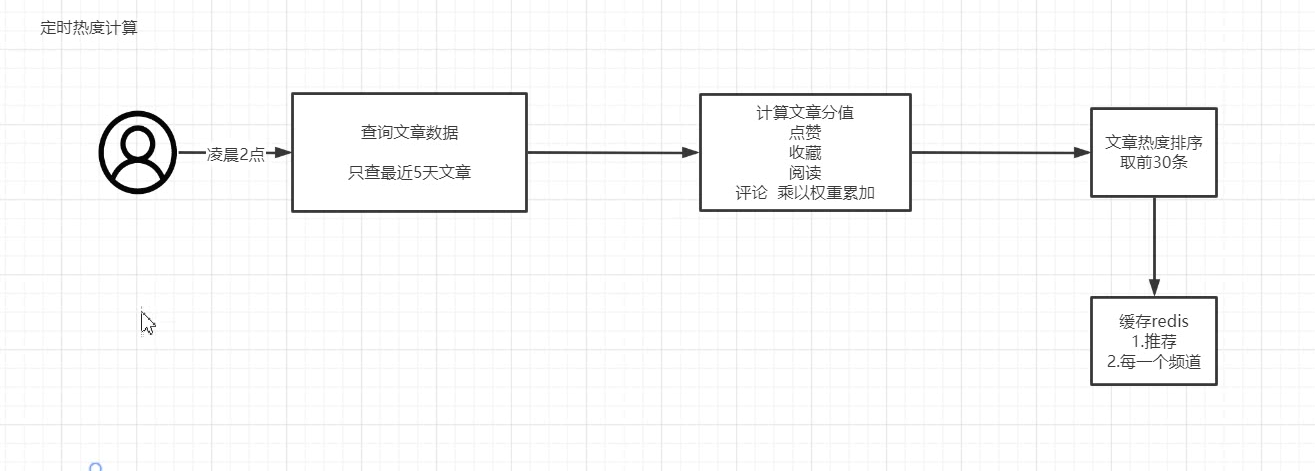 定时热度计算
凌晨2点
查询文章数据
只查最近5天文章
计算文章分值
点赞
收藏
阅读
评论 乘以权重累加
文章热度排序
取前30条
缓存redis
1.推荐
2.每一个频道